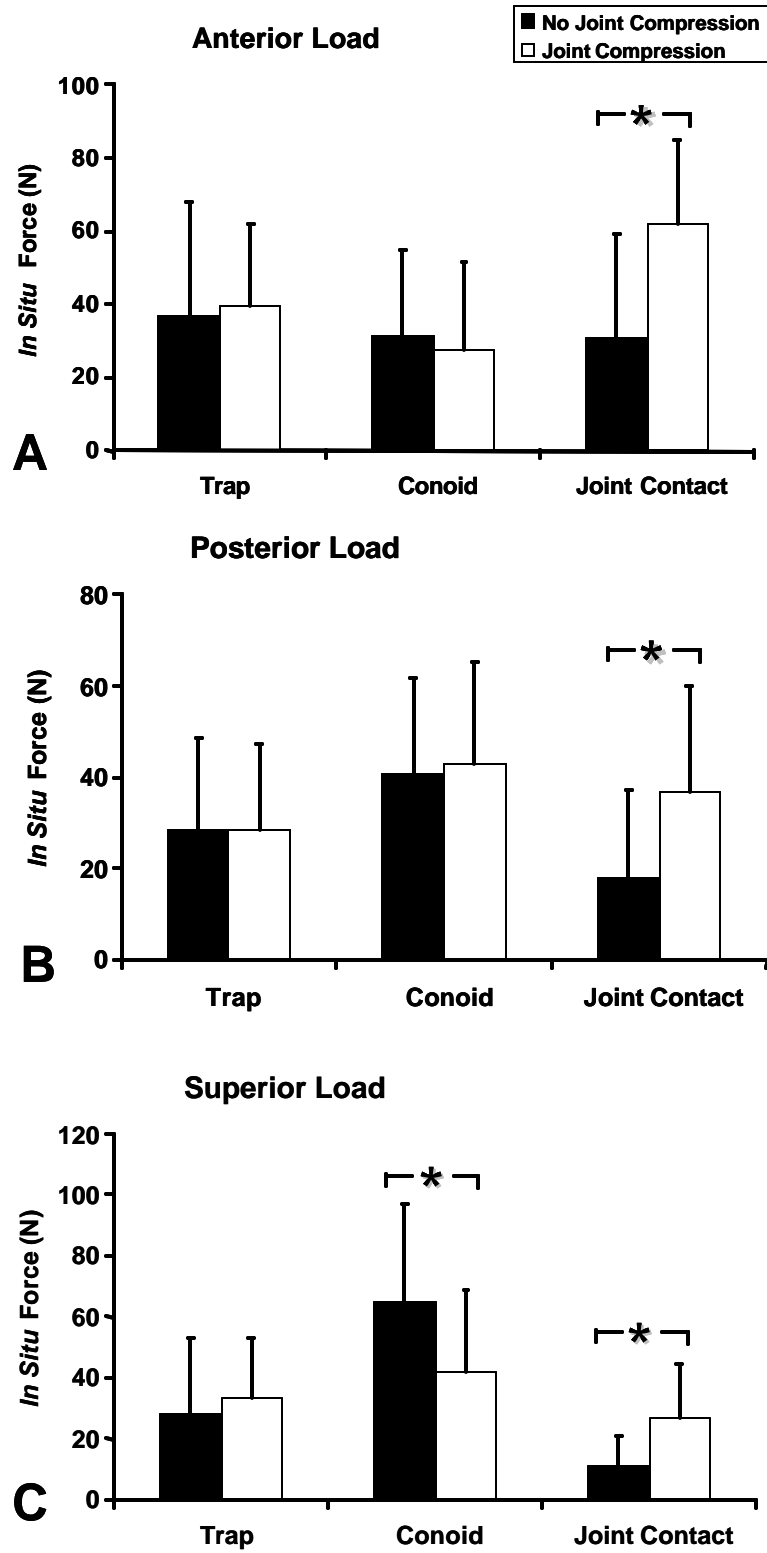 Anterior Load
No Joint Compression
Joint Compression
100
80
60
40
20
0
In Situ Force (N)
*
A
Trap Conoid Joint Contact
Posterior Load
80
60
40
20
0
In Situ Force (N)
*
B
Trap Conoid Joint Contact
Superior Load
120
100
80
60
40
20
0
In Situ Force (N)
*
*
C
Trap Conoid Joint Contact